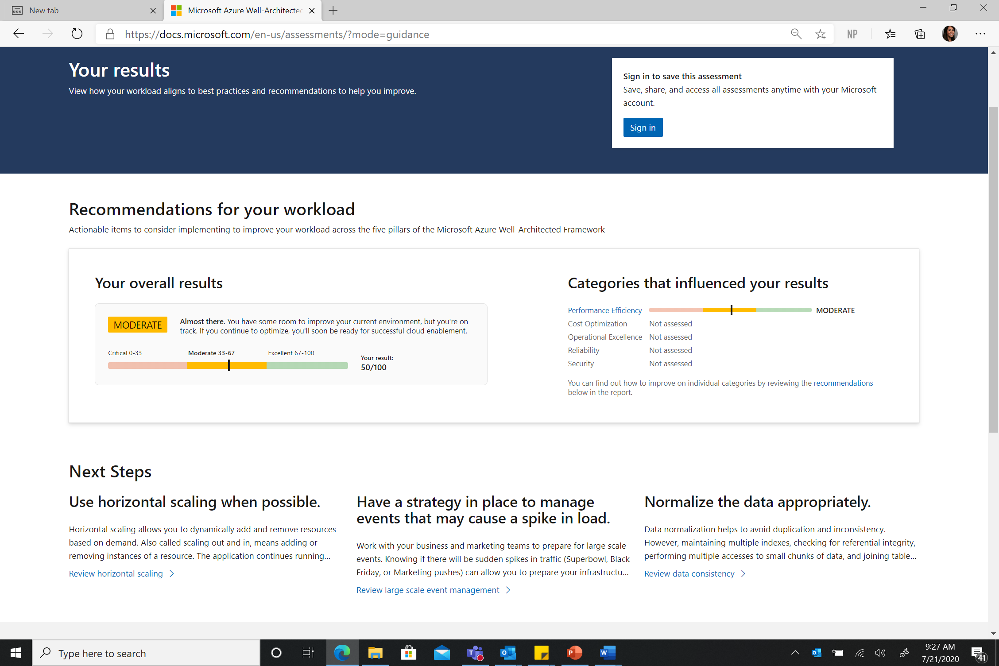 New tab
Microsoft Azure Well-Architected
https://docs.microsoft.com/en-us/assessments/?mode=guidance
NP
Your results
View how your workload aligns to best practices and recommendations to help you improve.
Sign in to save this assessment
Save, share, and access all assessments anytime with your Microsoft
account.
Sign in
Recommendations for your workload
Actionable items to consider implementing to improve your workload across the five pillars of the Microsoft Azure Well-Architected Framework
Your overall results
MODERATE
Almost there. You have some room to improve your current environment, but you're on
track. If you continue to optimize, you'll soon be ready for successful cloud enablement.
Critical 0-33
Moderate 33-67
Excellent 67-100
Your result:
50/100
Categories that influenced your results
Performance Efficiency MODERATE
Cost Optimization Not assessed
Operational Excellence Not assessed
Reliability Not assessed
Security Not assessed
You can find out how to improve on individual categories by reviewing the recommendations
below in the report.
Next Steps
Use horizontal scaling when possible.
Horizontal scaling allows you to dynamically add and remove resources
based on demand. Also called scaling out and in, means adding or
removing instances of a resource. The application continues running...
Review horizontal scaling
Have a strategy in place to manage
events that may cause a spike in load.
Work with your business and marketing teams to prepare for large scale
events. Knowing if there will be sudden spikes in traffic (Superbowl, Black
Friday, or Marketing pushes) can allow you to prepare your infrastructu...
Review large scale event management
Normalize the data appropriately.
Data normalization helps to avoid duplication and inconsistency.
However, maintaining multiple indexes, checking for referential integrity,
performing multiple accesses to small chunks of data, and joining table...
Review data consistency
Type here to search
9:27 AM
7/21/2020
41